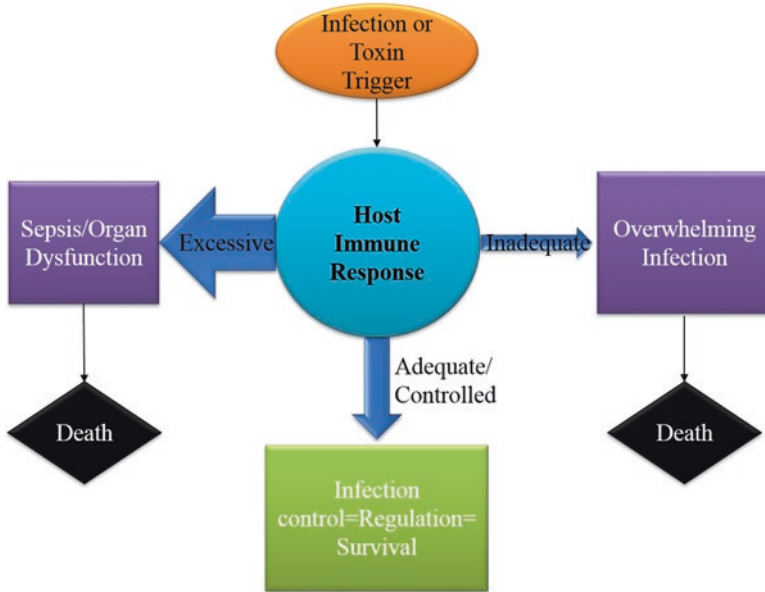 Infection or
Toxin
Trigger
Host
Immune
Response
Excessive
Sepsis/Organ
Dysfunction
Death
Inadequate
Overwhelming
Infection
Death
Adequate/
Controlled
Infection
control=Regulation=
Survival